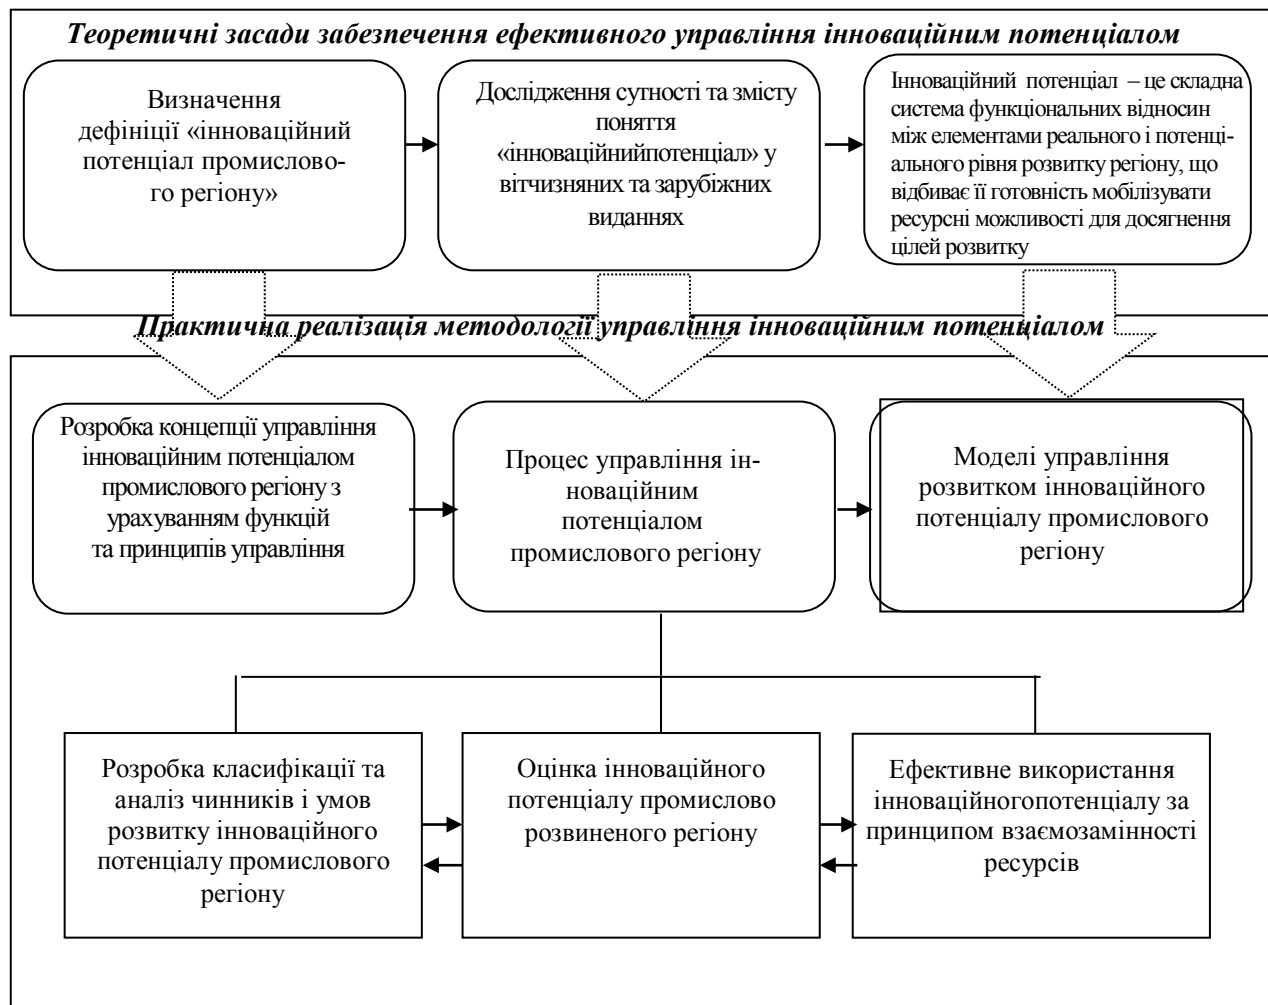 Теоретичні засади забезпечення ефективного управління інноваційним потенціалом
Визначення
дефініції «інноваційний
потенціал промислово-
го регіону»
Дослідження сутності та змісту
поняття
«інноваційнийпотенціал» у
вітчизняних та зарубіжних
виданнях
Інноваційний потенціал – це складна
система функціональних відносин
між елементами реального і потенці-
ального рівня розвитку регіону, що
відбиває її готовність мобілізувати
ресурсні можливості для досягнення
цілей розвитку
Практична реалізація методології управління інноваційним потенціалом
Розробка концепції управління
інноваційним потенціалом
промислового регіону з
урахуванням функцій
та принципів управління
Процес управління ін-
новаційним
потенціалом
промислового регіону
Моделі управління
розвитком інноваційного
потенціалу промислового
регіону
Розробка класифікації та
аналіз чинників і умов
розвитку інноваційного
потенціалу промислового
регіону
Оцінка інноваційного
потенціалу промислово
розвиненого регіону
Ефективне використання
інноваційногопотенціалу за
принципом взаємозамінності
ресурсів